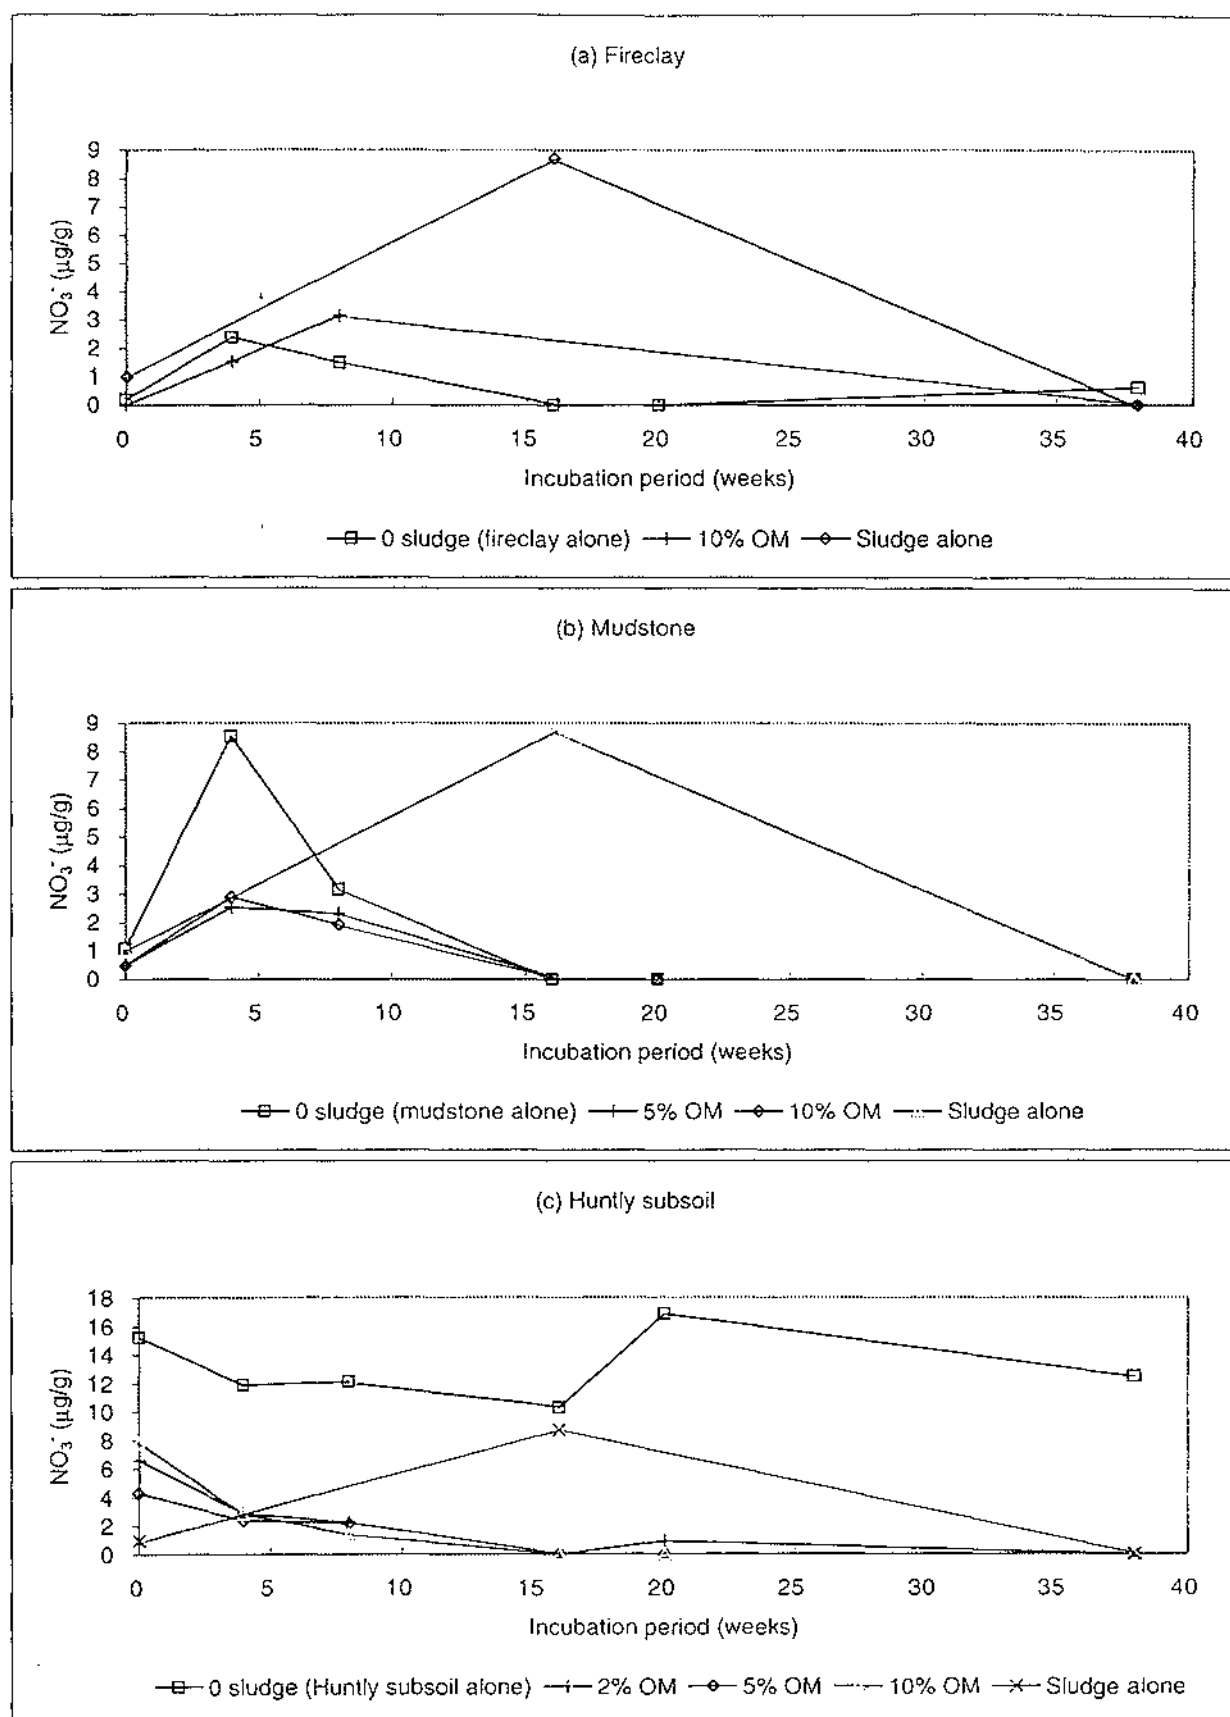 (a) Fireclay
9
8
7
6
5
4
3
2
1
0
NO₃⁻ (µg/g)
0 5 10 15 20 25 30 35 40
Incubation period (weeks)
0 sludge (fireclay alone) 10% OM Sludge alone
(b) Mudstone
9
8
7
6
5
4
3
2
1
0
NO₃⁻ (µg/g)
0 5 10 15 20 25 30 35 40
Incubation period (weeks)
0 sludge (mudstone alone) 5% OM 10% OM Sludge alone
(c) Huntly subsoil
18
16
14
12
10
8
6
4
2
0
NO₃⁻ (µg/g)
0 5 10 15 20 25 30 35 40
Incubation period (weeks)
0 sludge (Huntly subsoil alone) 2% OM 5% OM 10% OM Sludge alone